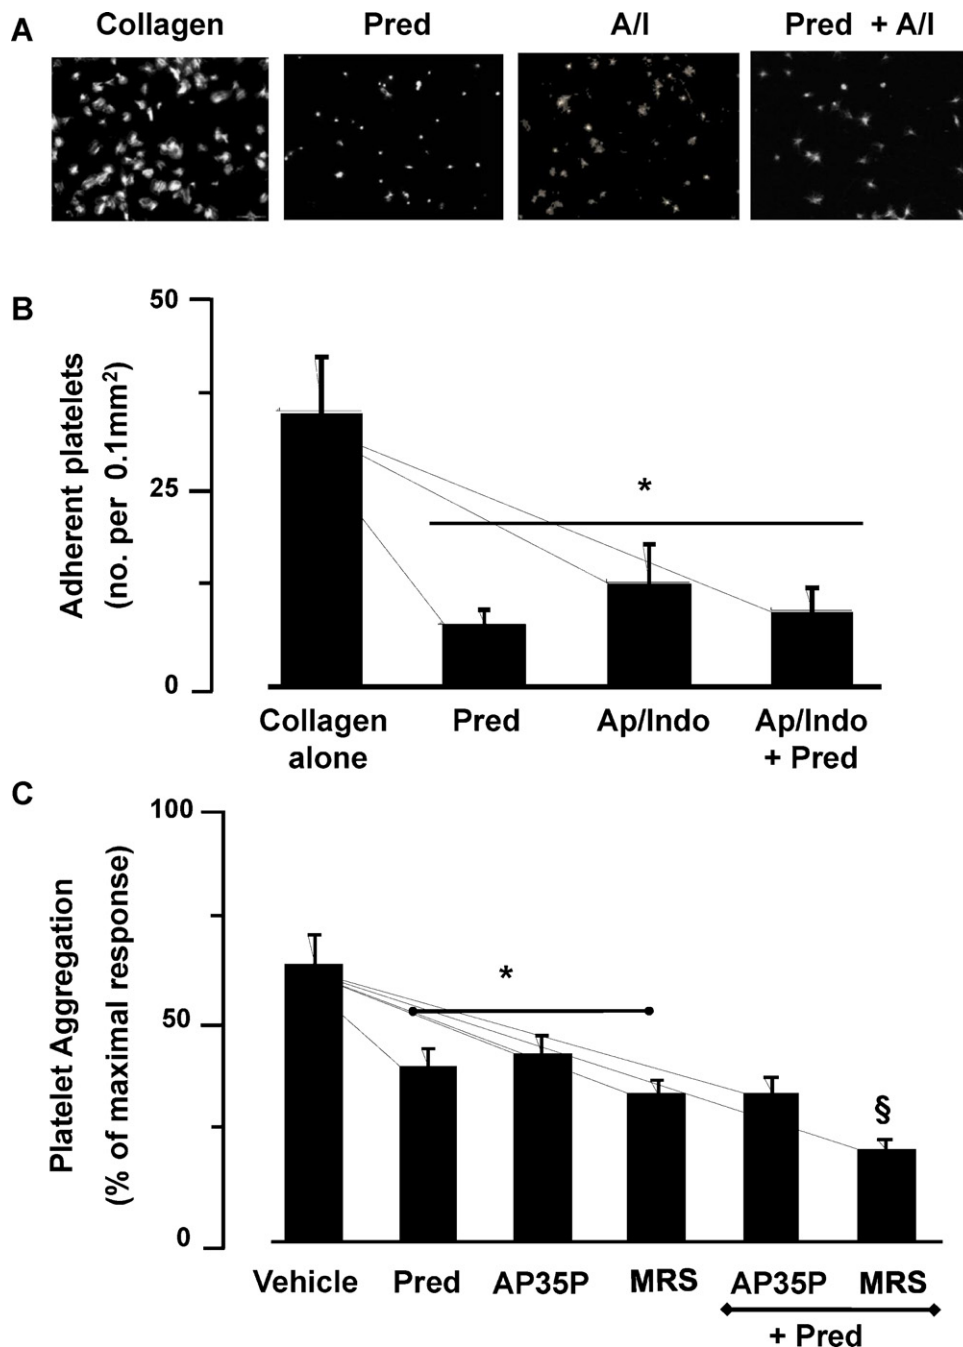 A
Collagen
Pred
A/I
Pred + A/I
B
Adherent platelets
(no. per 0.1mm²)
50
25
0
*
Collagen
alone
Pred
Ap/Indo
Ap/Indo
+ Pred
C
Platelet Aggregation
(% of maximal response)
100
50
0
*
§
Vehicle
Pred
AP35P
MRS
AP35P
MRS
+ Pred